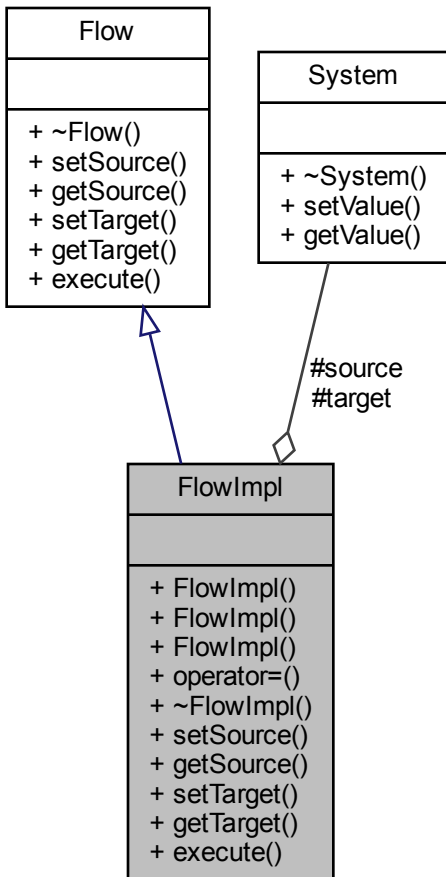 Flow
+ ~Flow()
+ setSource()
+ getSource()
+ setTarget()
+ getTarget()
+ execute()
System
+ ~System()
+ setValue()
+ getValue()
#source
#target
FlowImpl
+ FlowImpl()
+ FlowImpl()
+ FlowImpl()
+ operator=()
+ ~FlowImpl()
+ setSource()
+ getSource()
+ setTarget()
+ getTarget()
+ execute()